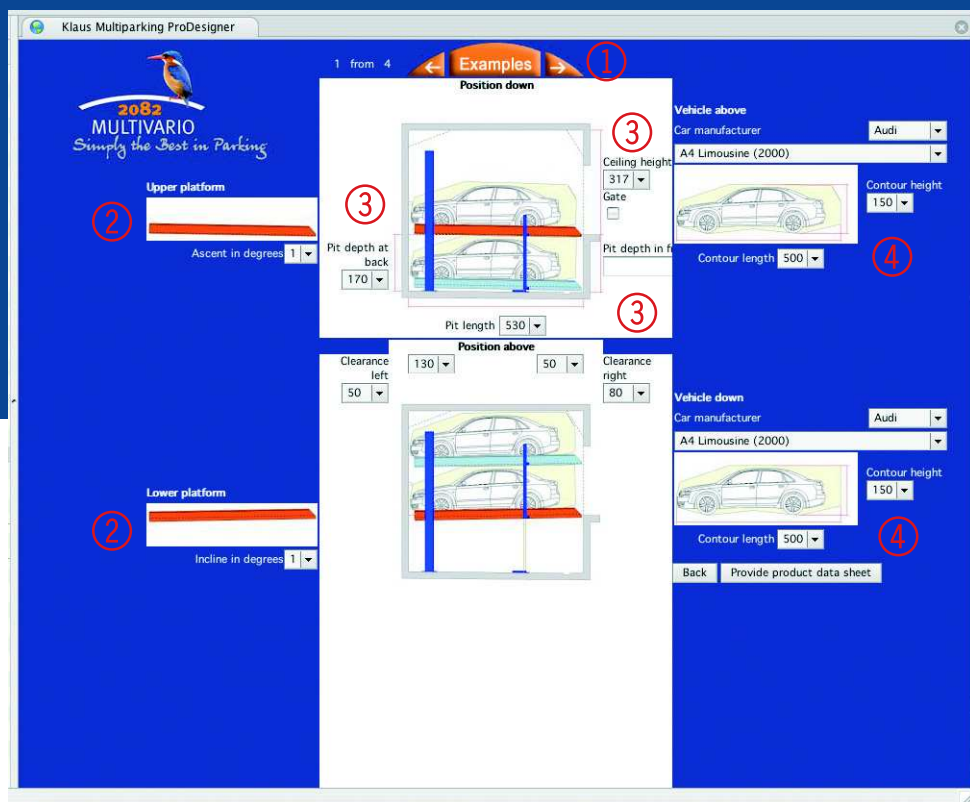 Klaus Multiparking ProDesigner
1 from 4
Examples
①
2082
MULTIVARIO
Simply the Best in Parking
Position down
Upper platform
②
Ascent in degrees 1
③
Ceiling height
317
Gate
③
Pit depth at
back
170
Pit depth in f
③
Pit length 530
Vehicle above
Car manufacturer Audi
A4 Limousine (2000)
Contour height
150
Contour length 500
④
Position above
Clearance
left
50
130
50
Clearance
right
80
Lower platform
②
Incline in degrees 1
Vehicle down
Car manufacturer Audi
A4 Limousine (2000)
Contour height
150
Contour length 500
④
Back
Provide product data sheet